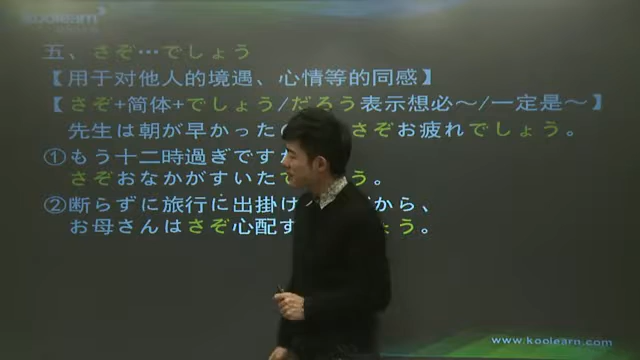 koolearn
五、さぞ…でしょう
【用于对他人的境遇、心情等的同感】
【さぞ+简体+でしょう/だろう表示想必～/一定是～】
先生は朝が早かった さぞお疲れでしょう。
①もう十二時過ぎです
さぞおなかがすいた う。
②断らずに旅行に出掛け から、
お母さんはさぞ心配 ょう。
www.koolearn.com